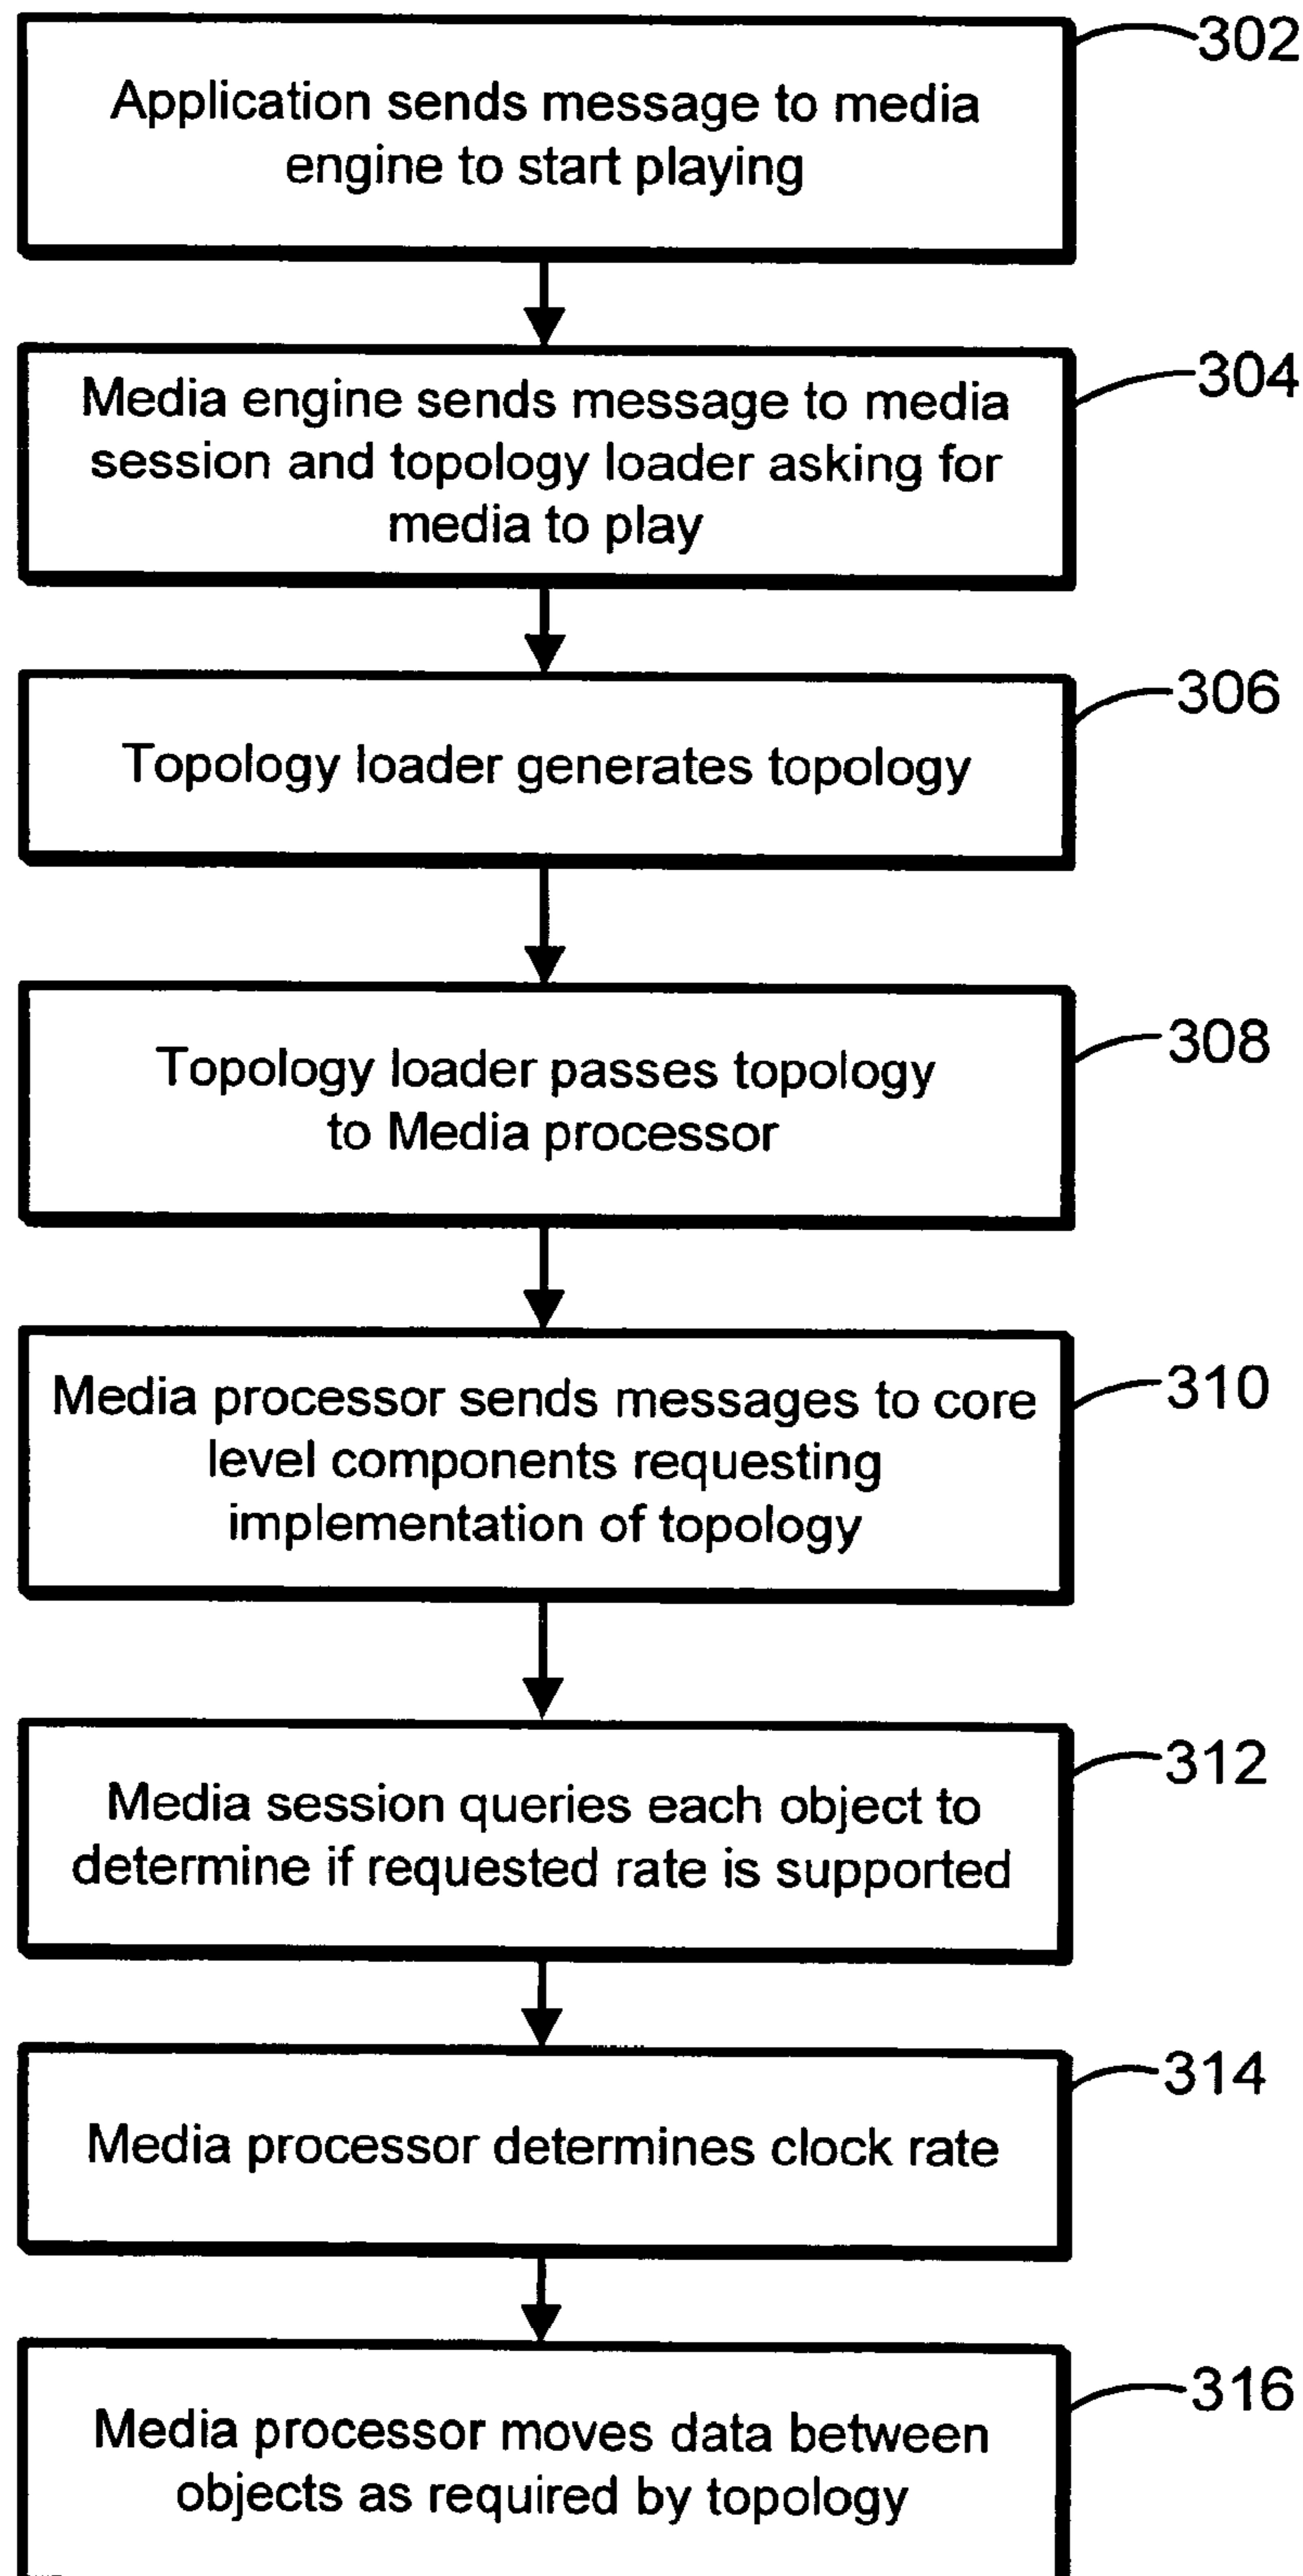 302
Application sends message to media
engine to start playing
304
Media engine sends message to media
session and topology loader asking for
media to play
306
Topology loader generates topology
308
Topology loader passes topology
to Media processor
310
Media processor sends messages to core
level components requesting
implementation of topology
312
Media session queries each object to
determine if requested rate is supported
314
Media processor determines clock rate
316
Media processor moves data between
objects as required by topology